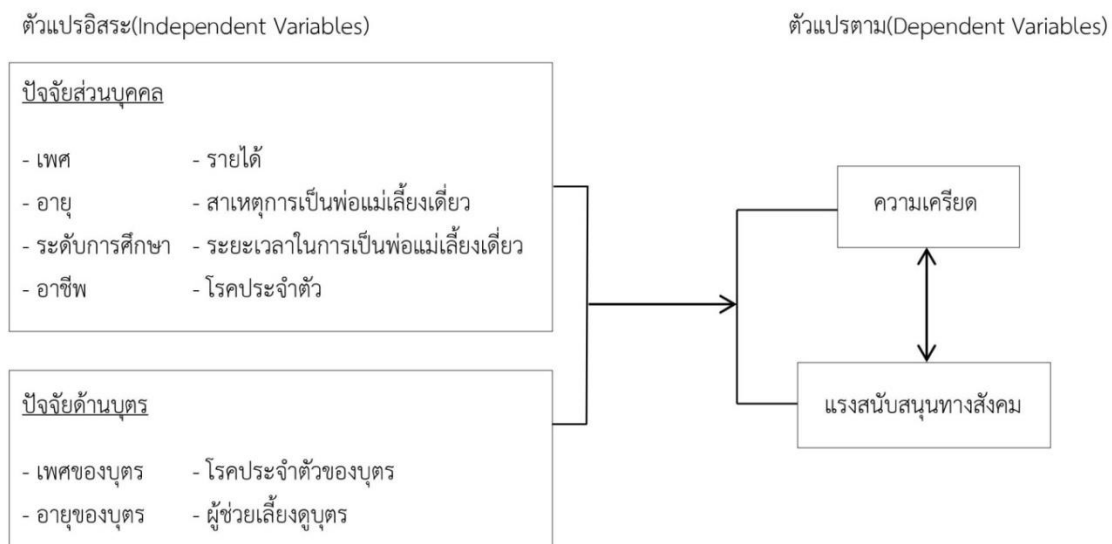 ตัวแปรอิสระ(Independent Variables)
ตัวแปรตาม(Dependent Variables)
ปัจจัยส่วนบุคคล
- เพศ - รายได้
- อายุ - สาเหตุการเป็นพ่อแม่เลี้ยงเดี่ยว
- ระดับการศึกษา - ระยะเวลาในการเป็นพ่อแม่เลี้ยงเดี่ยว
- อาชีพ - โรคประจำตัว
ปัจจัยด้านบุตร
- เพศของบุตร - โรคประจำตัวของบุตร
- อายุของบุตร - ผู้ช่วยเลี้ยงดูบุตร
ความเครียด
แรงสนับสนุนทางสังคม